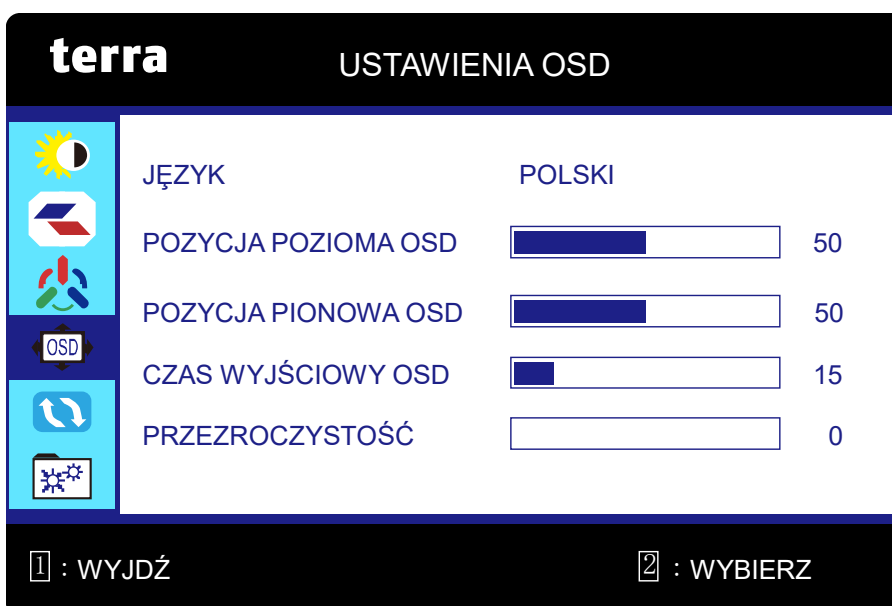 terra USTAWIENIA OSD
JĘZYK POLSKI
POZYCJA POZIOMA OSD 50
POZYCJA PIONOWA OSD 50
OSD
CZAS WYJŚCIOWY OSD 15
PRZEZROCZYSTOŚĆ 0
1 : WYJDŹ 2 : WYBIERZ